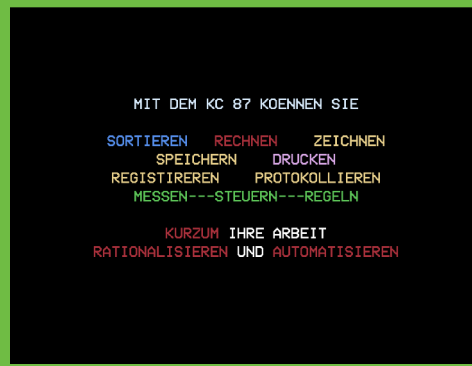 MIT DEM KC 87 KOENNEN SIE
SORTIEREN RECHNEN ZEICHNEN
SPEICHERN DRUCKEN
REGISTIREREN PROTOKOLLIEREN
MESSEN---STEUERN---REGELN
KURZUM IHRE ARBEIT
RATIONALISIEREN UND AUTOMATISIEREN